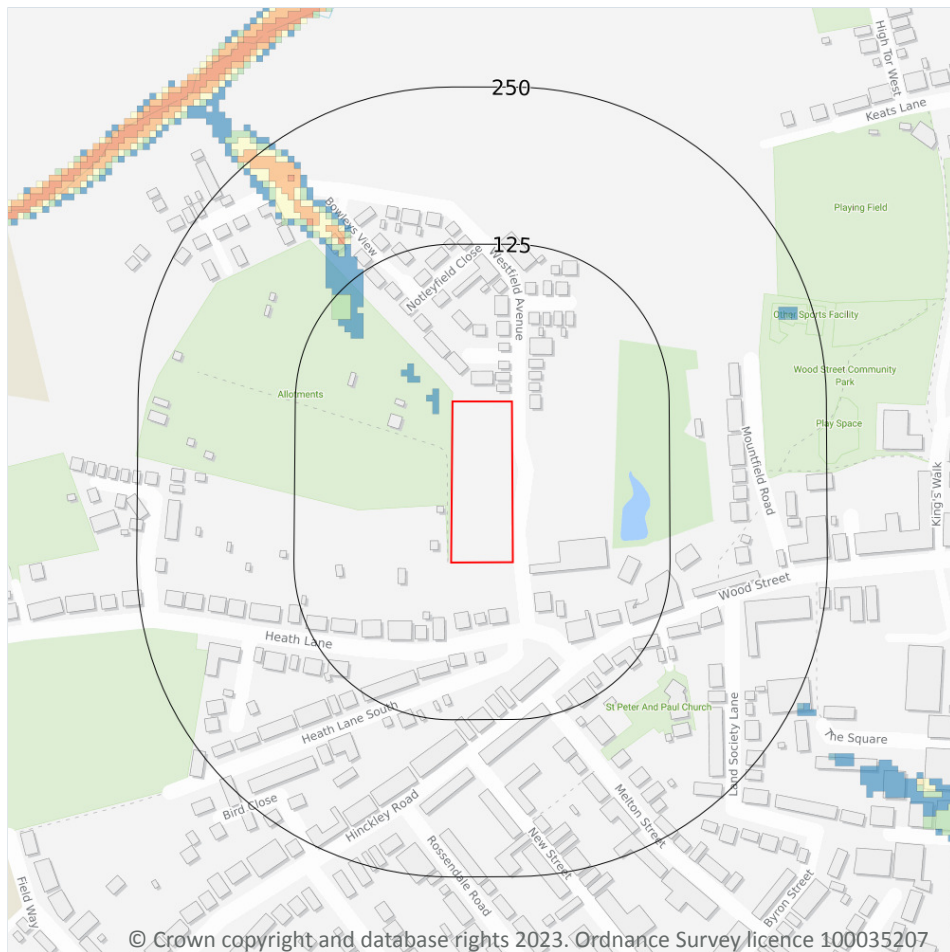 High Tor West
Keats Lane
250
Playing Field
Bowleys View
125
Notleyfield Close
Westfield Avenue
Other Sports Facility
Wood Street Community
Park
Allotments
Play Space
Mountfield Road
King's Walk
Wood Street
Heath Lane
St Peter And Paul Church
Heath Lane South
Land Society Lane
The Square
Bird Close
Hinckley Road
Melton Street
New Street
Rossendale Road
Byron Street
Field Way
© Crown copyright and database rights 2023. Ordnance Survey licence 100035207